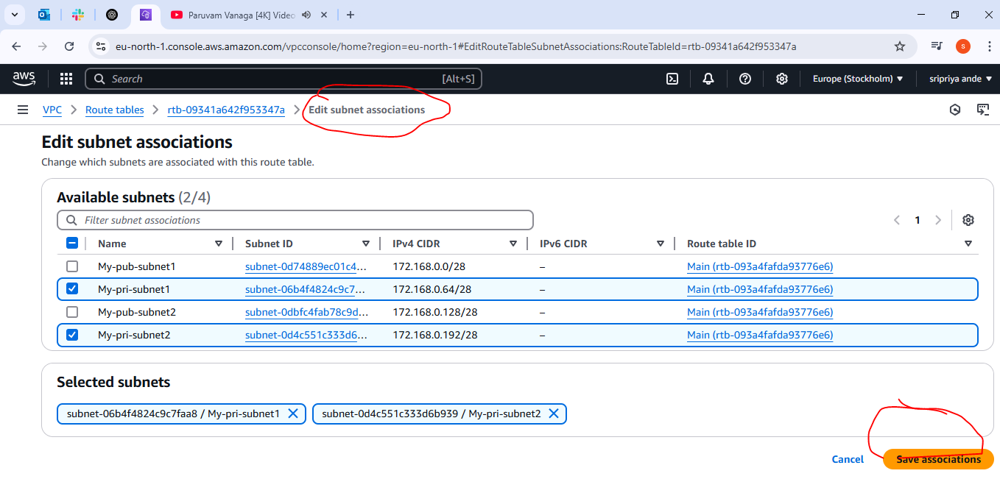 Paruvam Vanaga [4K] Video
eu-north-1.console.aws.amazon.com/vpcconsole/home?region=eu-north-1#EditRouteTableSubnetAssociations:RouteTableId=rtb-09341a642f953347a
s
aws
Search [Alt+S]
Europe (Stockholm)
sripriya ande
VPC > Route tables > rtb-09341a642f953347a > Edit subnet associations
Edit subnet associations
Change which subnets are associated with this route table.
Available subnets (2/4)
Filter subnet associations
1
Name Subnet ID IPv4 CIDR IPv6 CIDR Route table ID
My-pub-subnet1 subnet-0d74889ec01c4... 172.168.0.0/28 – Main (rtb-093a4fafda93776e6)
My-pri-subnet1 subnet-06b4f4824c9c7... 172.168.0.64/28 – Main (rtb-093a4fafda93776e6)
My-pub-subnet2 subnet-0dbfc4fab78c9d... 172.168.0.128/28 – Main (rtb-093a4fafda93776e6)
My-pri-subnet2 subnet-0d4c551c333d6... 172.168.0.192/28 – Main (rtb-093a4fafda93776e6)
Selected subnets
subnet-06b4f4824c9c7faa8 / My-pri-subnet1
subnet-0d4c551c333d6b939 / My-pri-subnet2
Cancel
Save associations